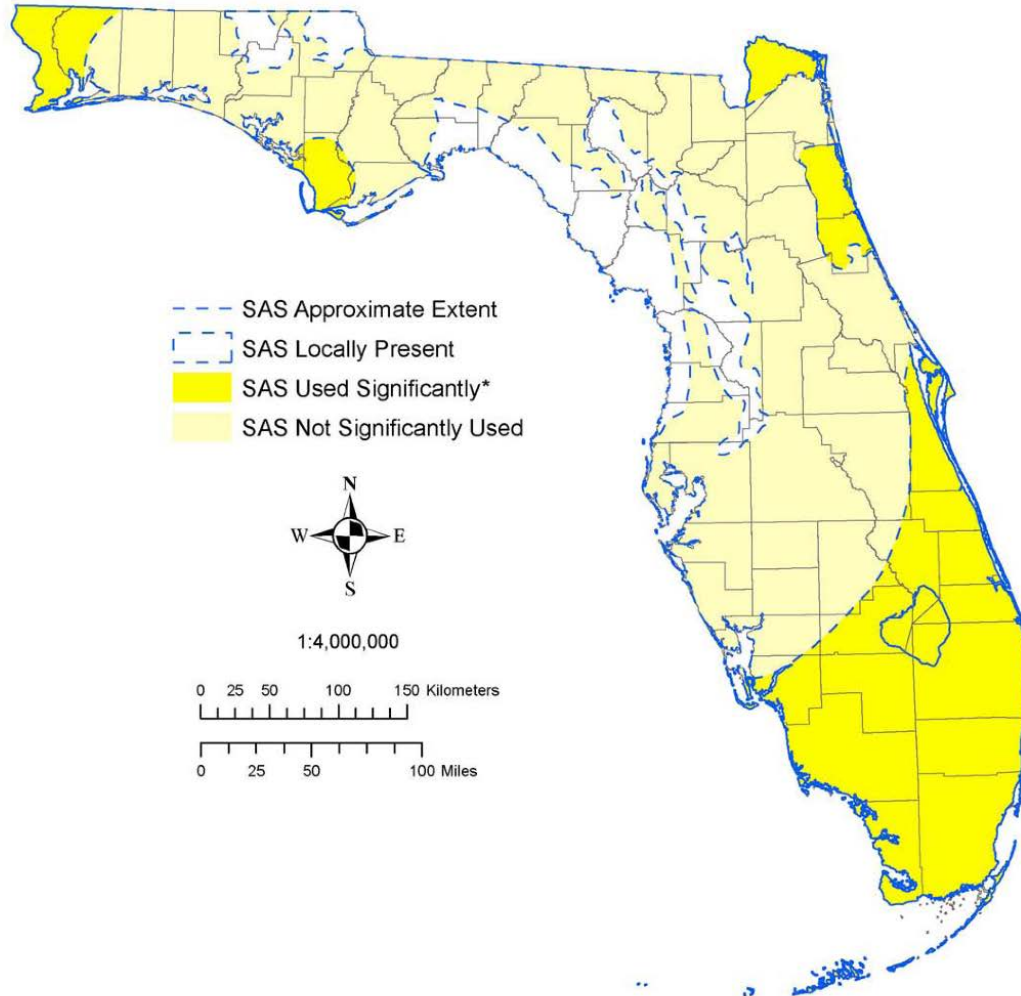 SAS Approximate Extent
SAS Locally Present
SAS Used Significantly*
SAS Not Significantly Used
N
W E
S
1:4,000,000
0 25 50 100 150 Kilometers
0 25 50 100 Miles